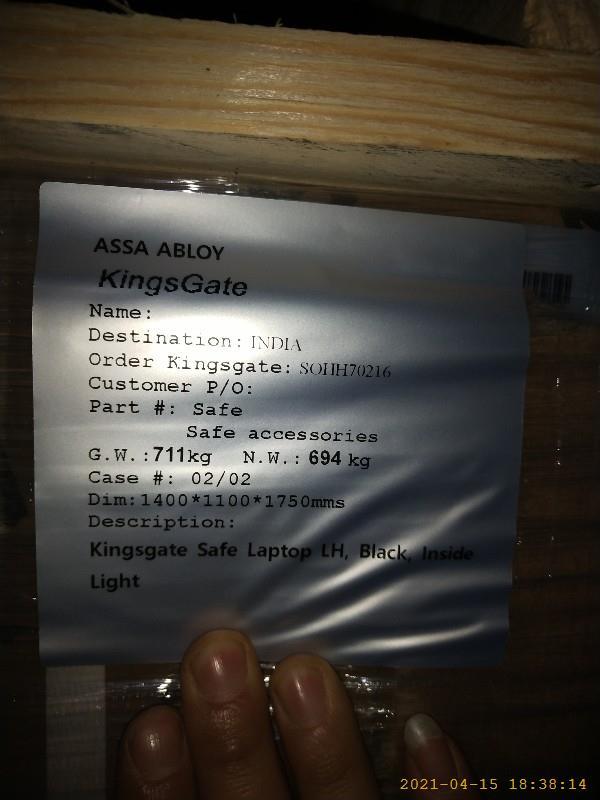 ASSA ABLOY
KingsGate
Name:
Destination: INDIA
Order Kingsgate: SOHH70216
Customer P/O:
Part #: Safe
Safe accessories
G.W.:711kg N.W.: 694 kg
Case #: 02/02
Dim:1400*1100*1750mms
Description:
Kingsgate Safe Laptop LH, Black, Inside
Light
2021-04-15 18:38:14